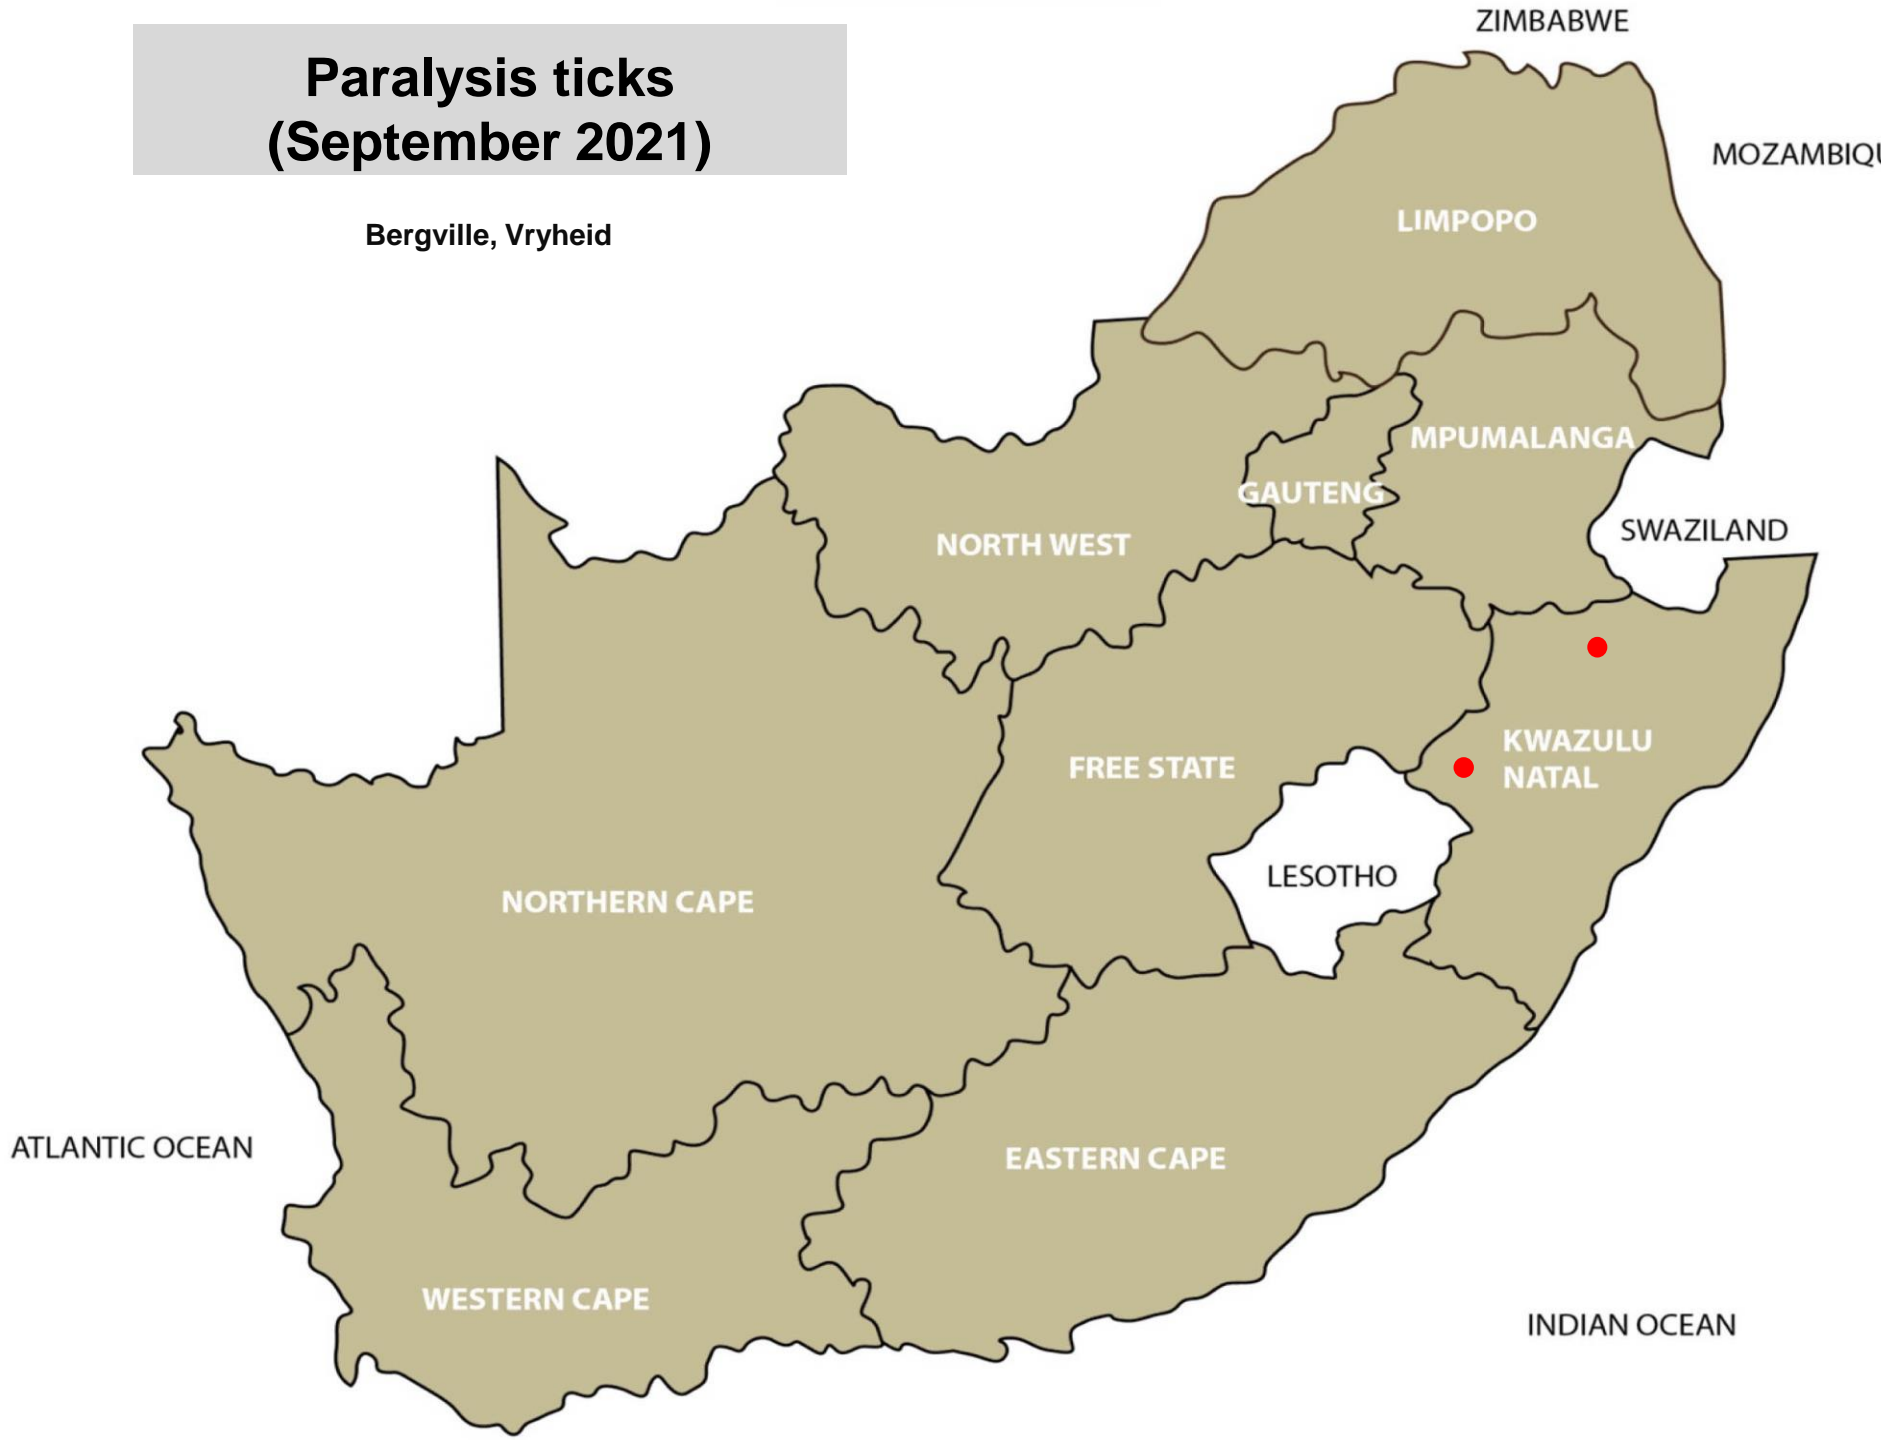 Paralysis ticks
(September 2021)
Bergville, Vryheid
ZIMBABWE
MOZAMBIQU
LIMPOPO
MPUMALANGA
GAUTENG
SWAZILAND
NORTH WEST
KWAZULU
NATAL
FREE STATE
LESOTHO
NORTHERN CAPE
ATLANTIC OCEAN
EASTERN CAPE
WESTERN CAPE
INDIAN OCEAN